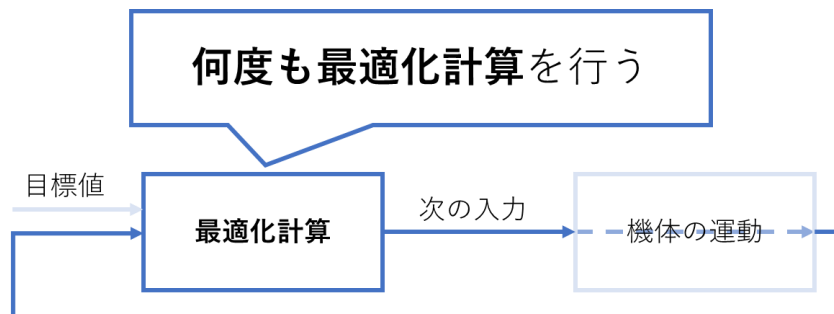 何度も最適化計算を行う
目標値
最適化計算
次の入力
機体の運動